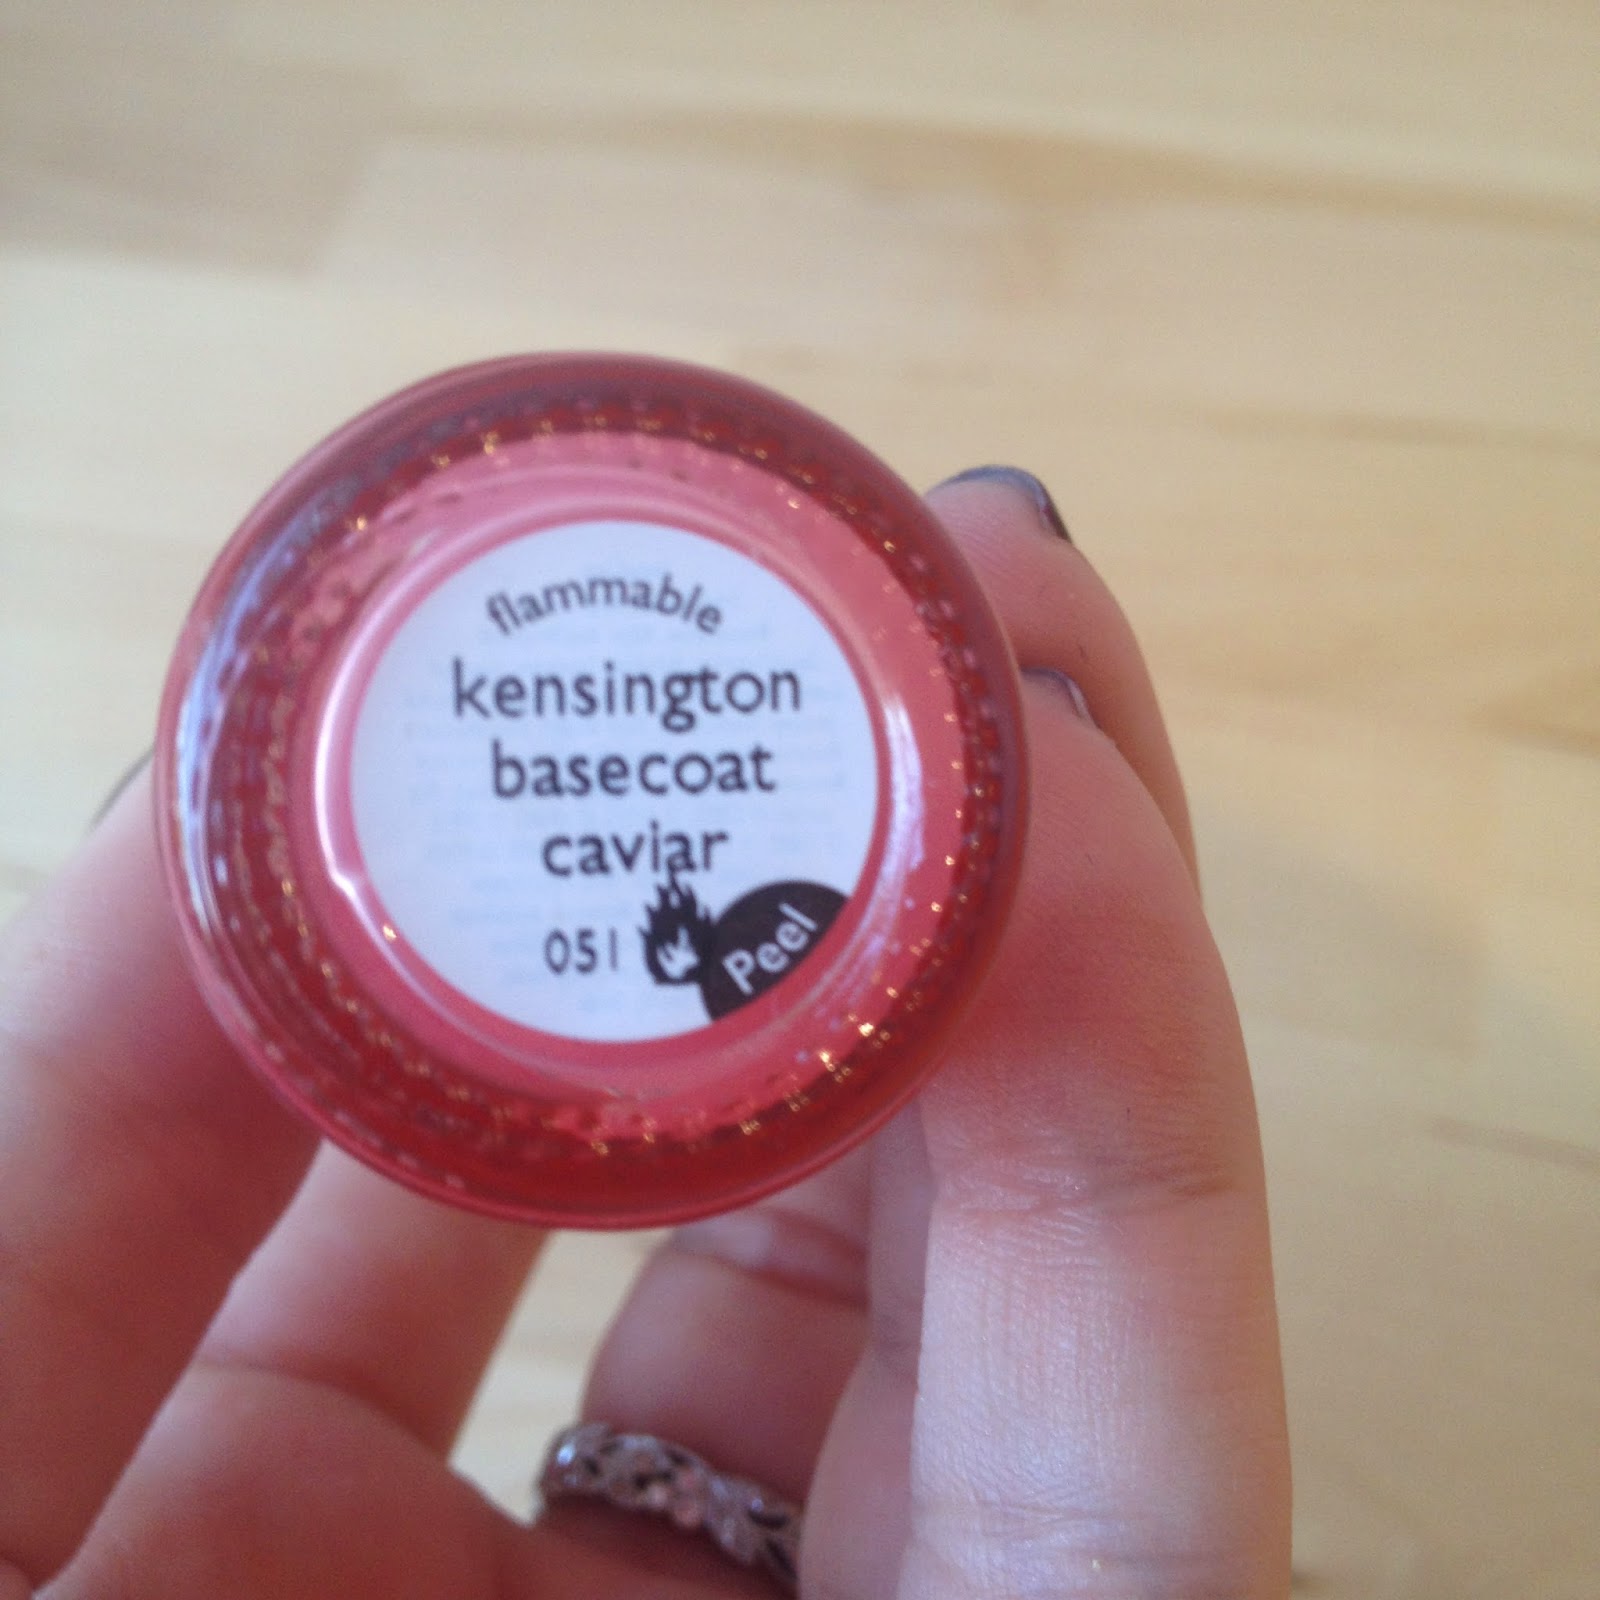 flammable
kensington
basecoat
caviar
051
Peel